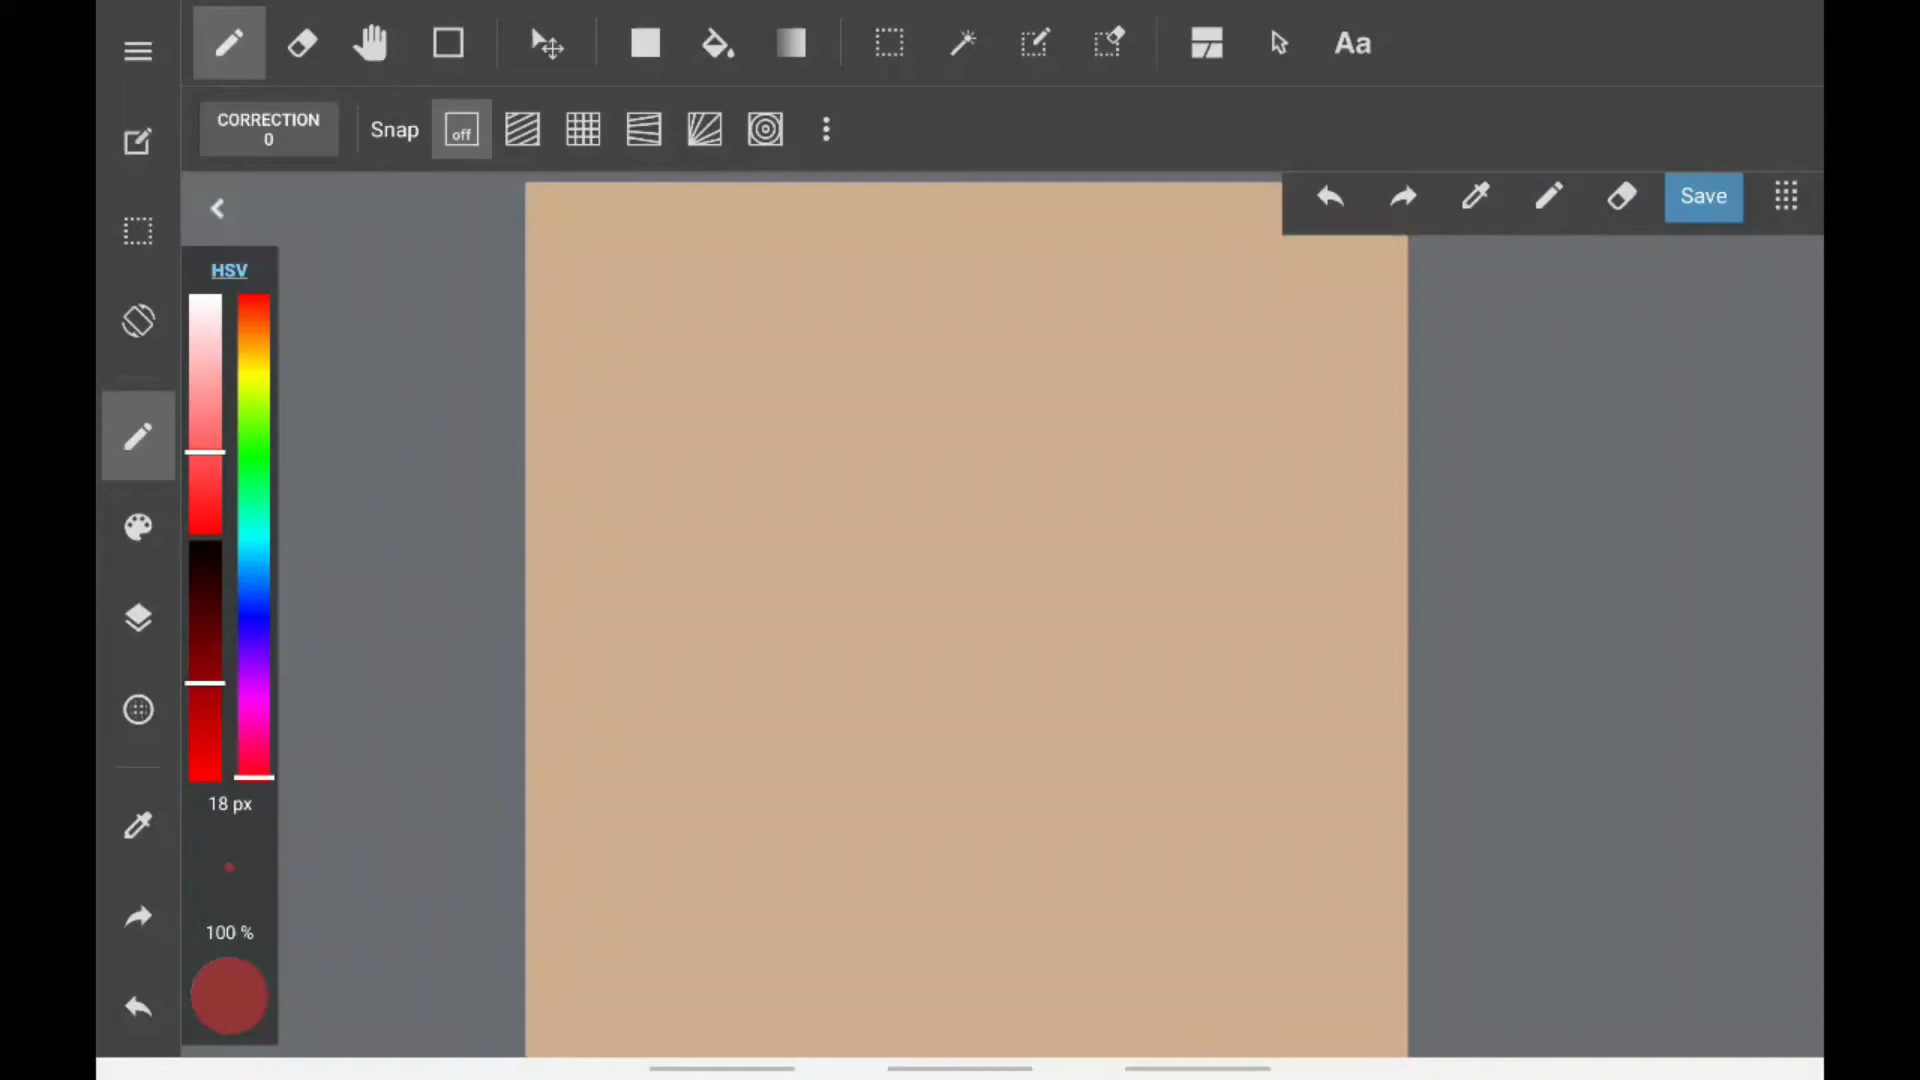 Aa
CORRECTION
0
Snap
off
Save
HSV
18 px
100 %